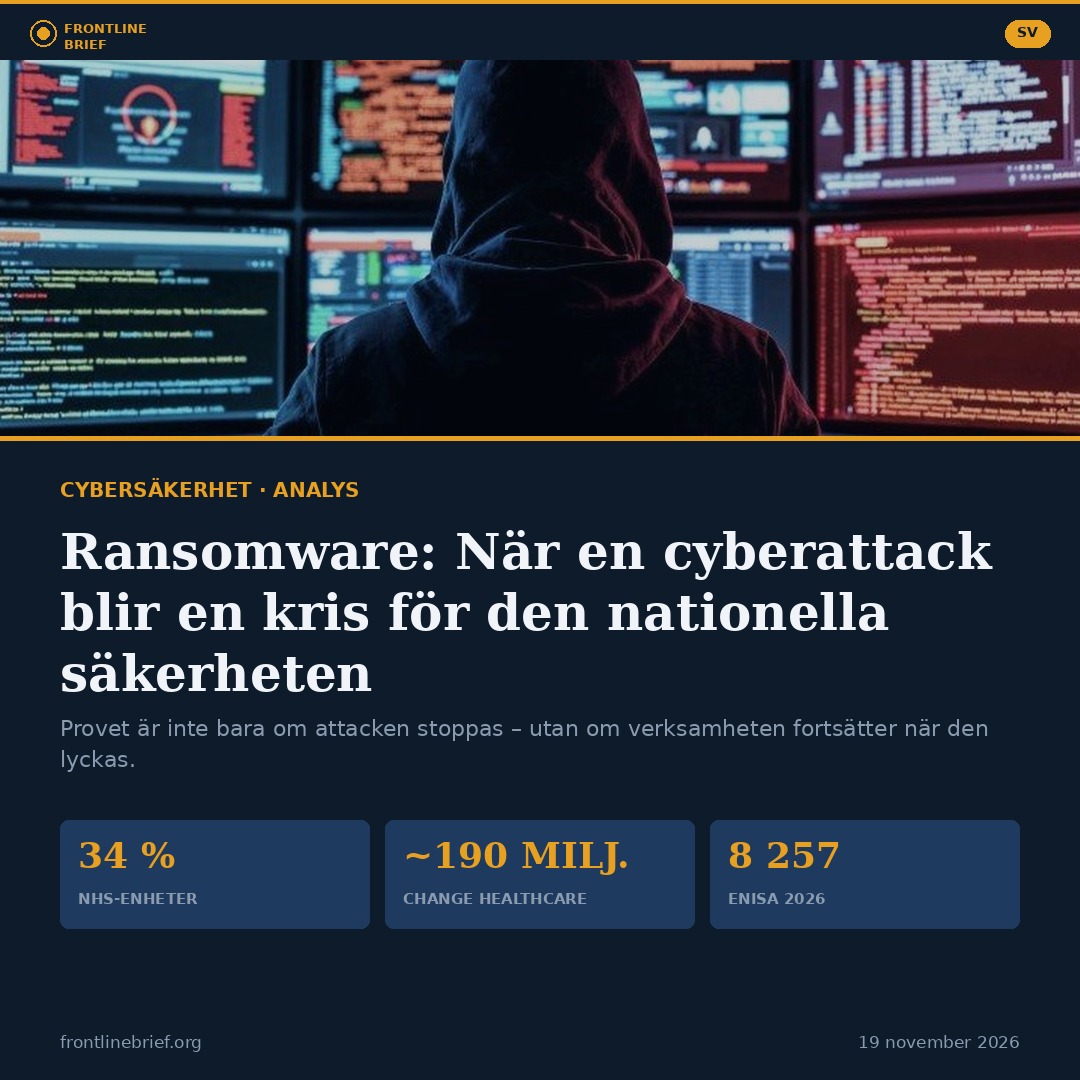 FRONTLINE
BRIEF
SV
CYBERSÄKERHET · ANALYS
Ransomware: När en cyberattack
blir en kris för den nationella
säkerheten
Provet är inte bara om attacken stoppas – utan om verksamheten fortsätter när den
lyckas.
34 %
NHS-ENHETER
~190 MILJ.
CHANGE HEALTHCARE
8 257
ENISA 2026
frontlinebrief.org
19 november 2026